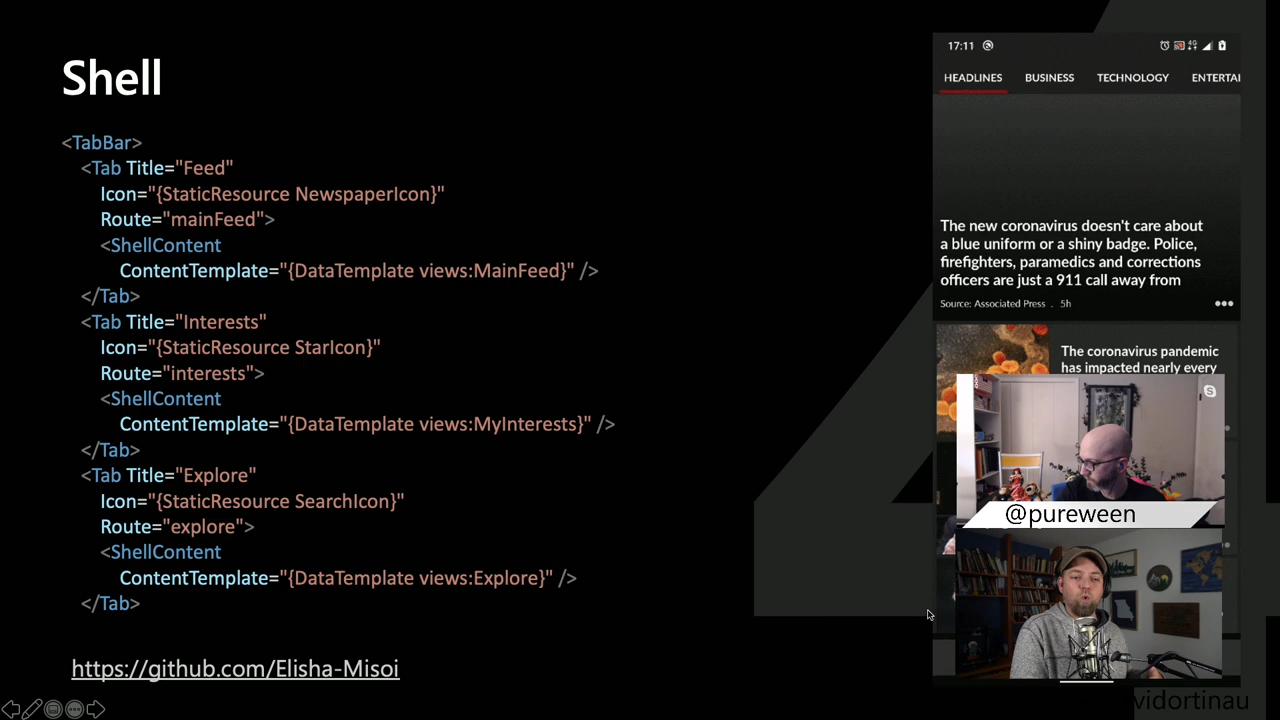 Shell
<TabBar>
<Tab Title="Feed"
Icon="{StaticResource NewspaperIcon}"
Route="mainFeed">
<ShellContent
ContentTemplate="{DataTemplate views:MainFeed}" />
</Tab>
<Tab Title="Interests"
Icon="{StaticResource StarIcon}"
Route="interests">
<ShellContent
ContentTemplate="{DataTemplate views:MyInterests}" />
</Tab>
<Tab Title="Explore"
Icon="{StaticResource SearchIcon}"
Route="explore">
<ShellContent
ContentTemplate="{DataTemplate views:Explore}" />
</Tab>
https://github.com/Elisha-Misoi
17:11
4G
HEADLINES BUSINESS TECHNOLOGY ENTERTAI
The new coronavirus doesn't care about
a blue uniform or a shiny badge. Police,
firefighters, paramedics and corrections
officers are just a 911 call away from
Source: Associated Press . 5h
The coronavirus pandemic
has impacted nearly every
@pureween
vidortinau
4